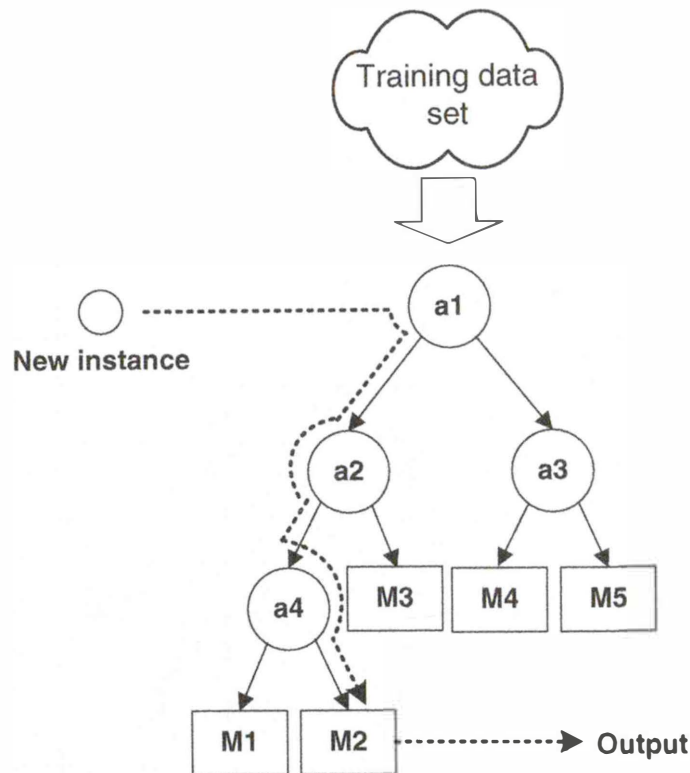 Training data
set
a1
New instance
a2
a3
a4
M3
M4
M5
M1
M2
Output